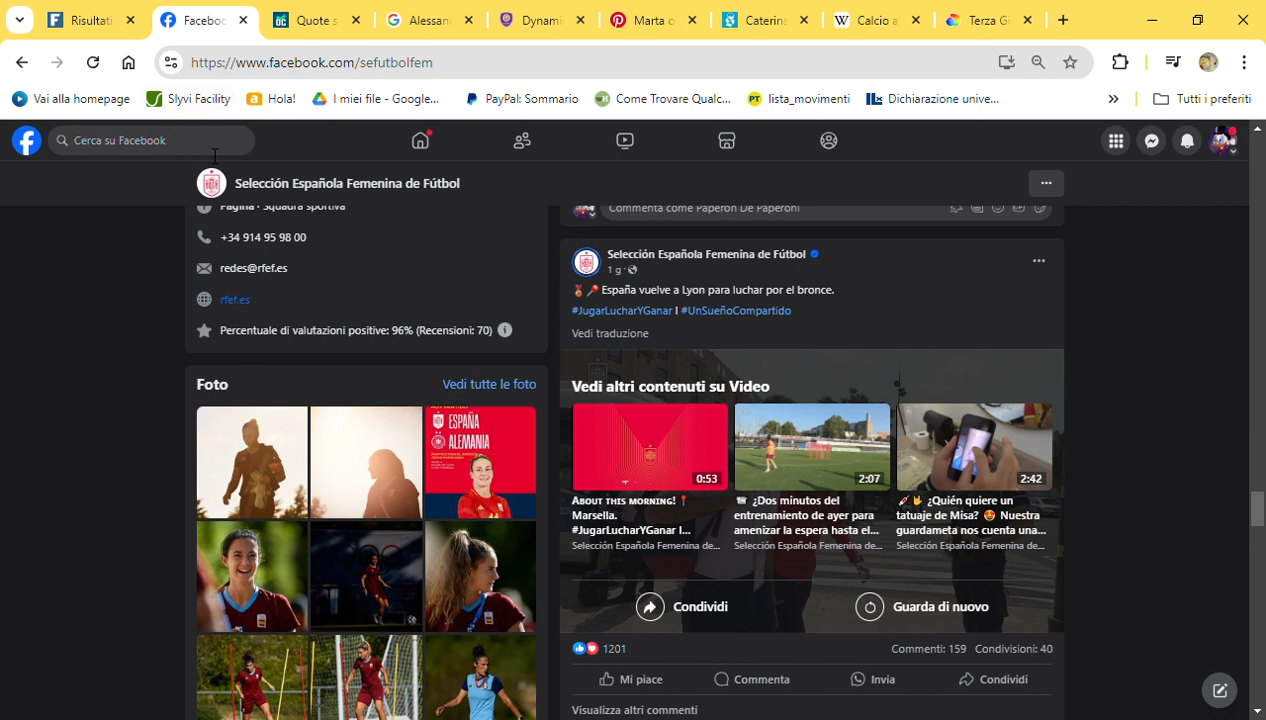 Risultati
Facebook
Quote s
Alessan
Dynami
Marta o
Caterina
Calcio a
Terza Gi
https://www.facebook.com/sefutbolfem
Vai alla homepage
Slyvi Facility
Hola!
I miei file - Google...
PayPal: Sommario
Come Trovare Qualc...
lista_movimenti
Dichiarazione unive...
»
Tutti i preferiti
Cerca su Facebook
Selección Española Femenina de Fútbol
Pagina · Squadra sportiva
+34 914 95 98 00
redes@rfef.es
rfef.es
Percentuale di valutazioni positive: 96% (Recensioni: 70)
Foto
Vedi tutte le foto
ESPAÑA
ALEMANIA
Commenta come Paperon De Paperoni
Selección Española Femenina de Fútbol
1 g ·
España vuelve a Lyon para luchar por el bronce.
#JugarLucharYGanar I #UnSueñoCompartido
Vedi traduzione
Vedi altri contenuti su Video
0:53
2:07
2:42
ABOUT THIS MORNING!
Marsella.
#JugarLucharYGanar I...
Selección Española Femenina de...
¿Dos minutos del
entrenamiento de ayer para
amenizar la espera hasta el...
Selección Española Femenina de...
¿Quién quiere un
tatuaje de Misa? 🤩 Nuestra
guardameta nos cuenta una...
Selección Española Femenina de...
Condividi
Guarda di nuovo
1201
Commenti: 159 Condivisioni: 40
Mi piace
Commenta
Invia
Condividi
Visualizza altri commenti